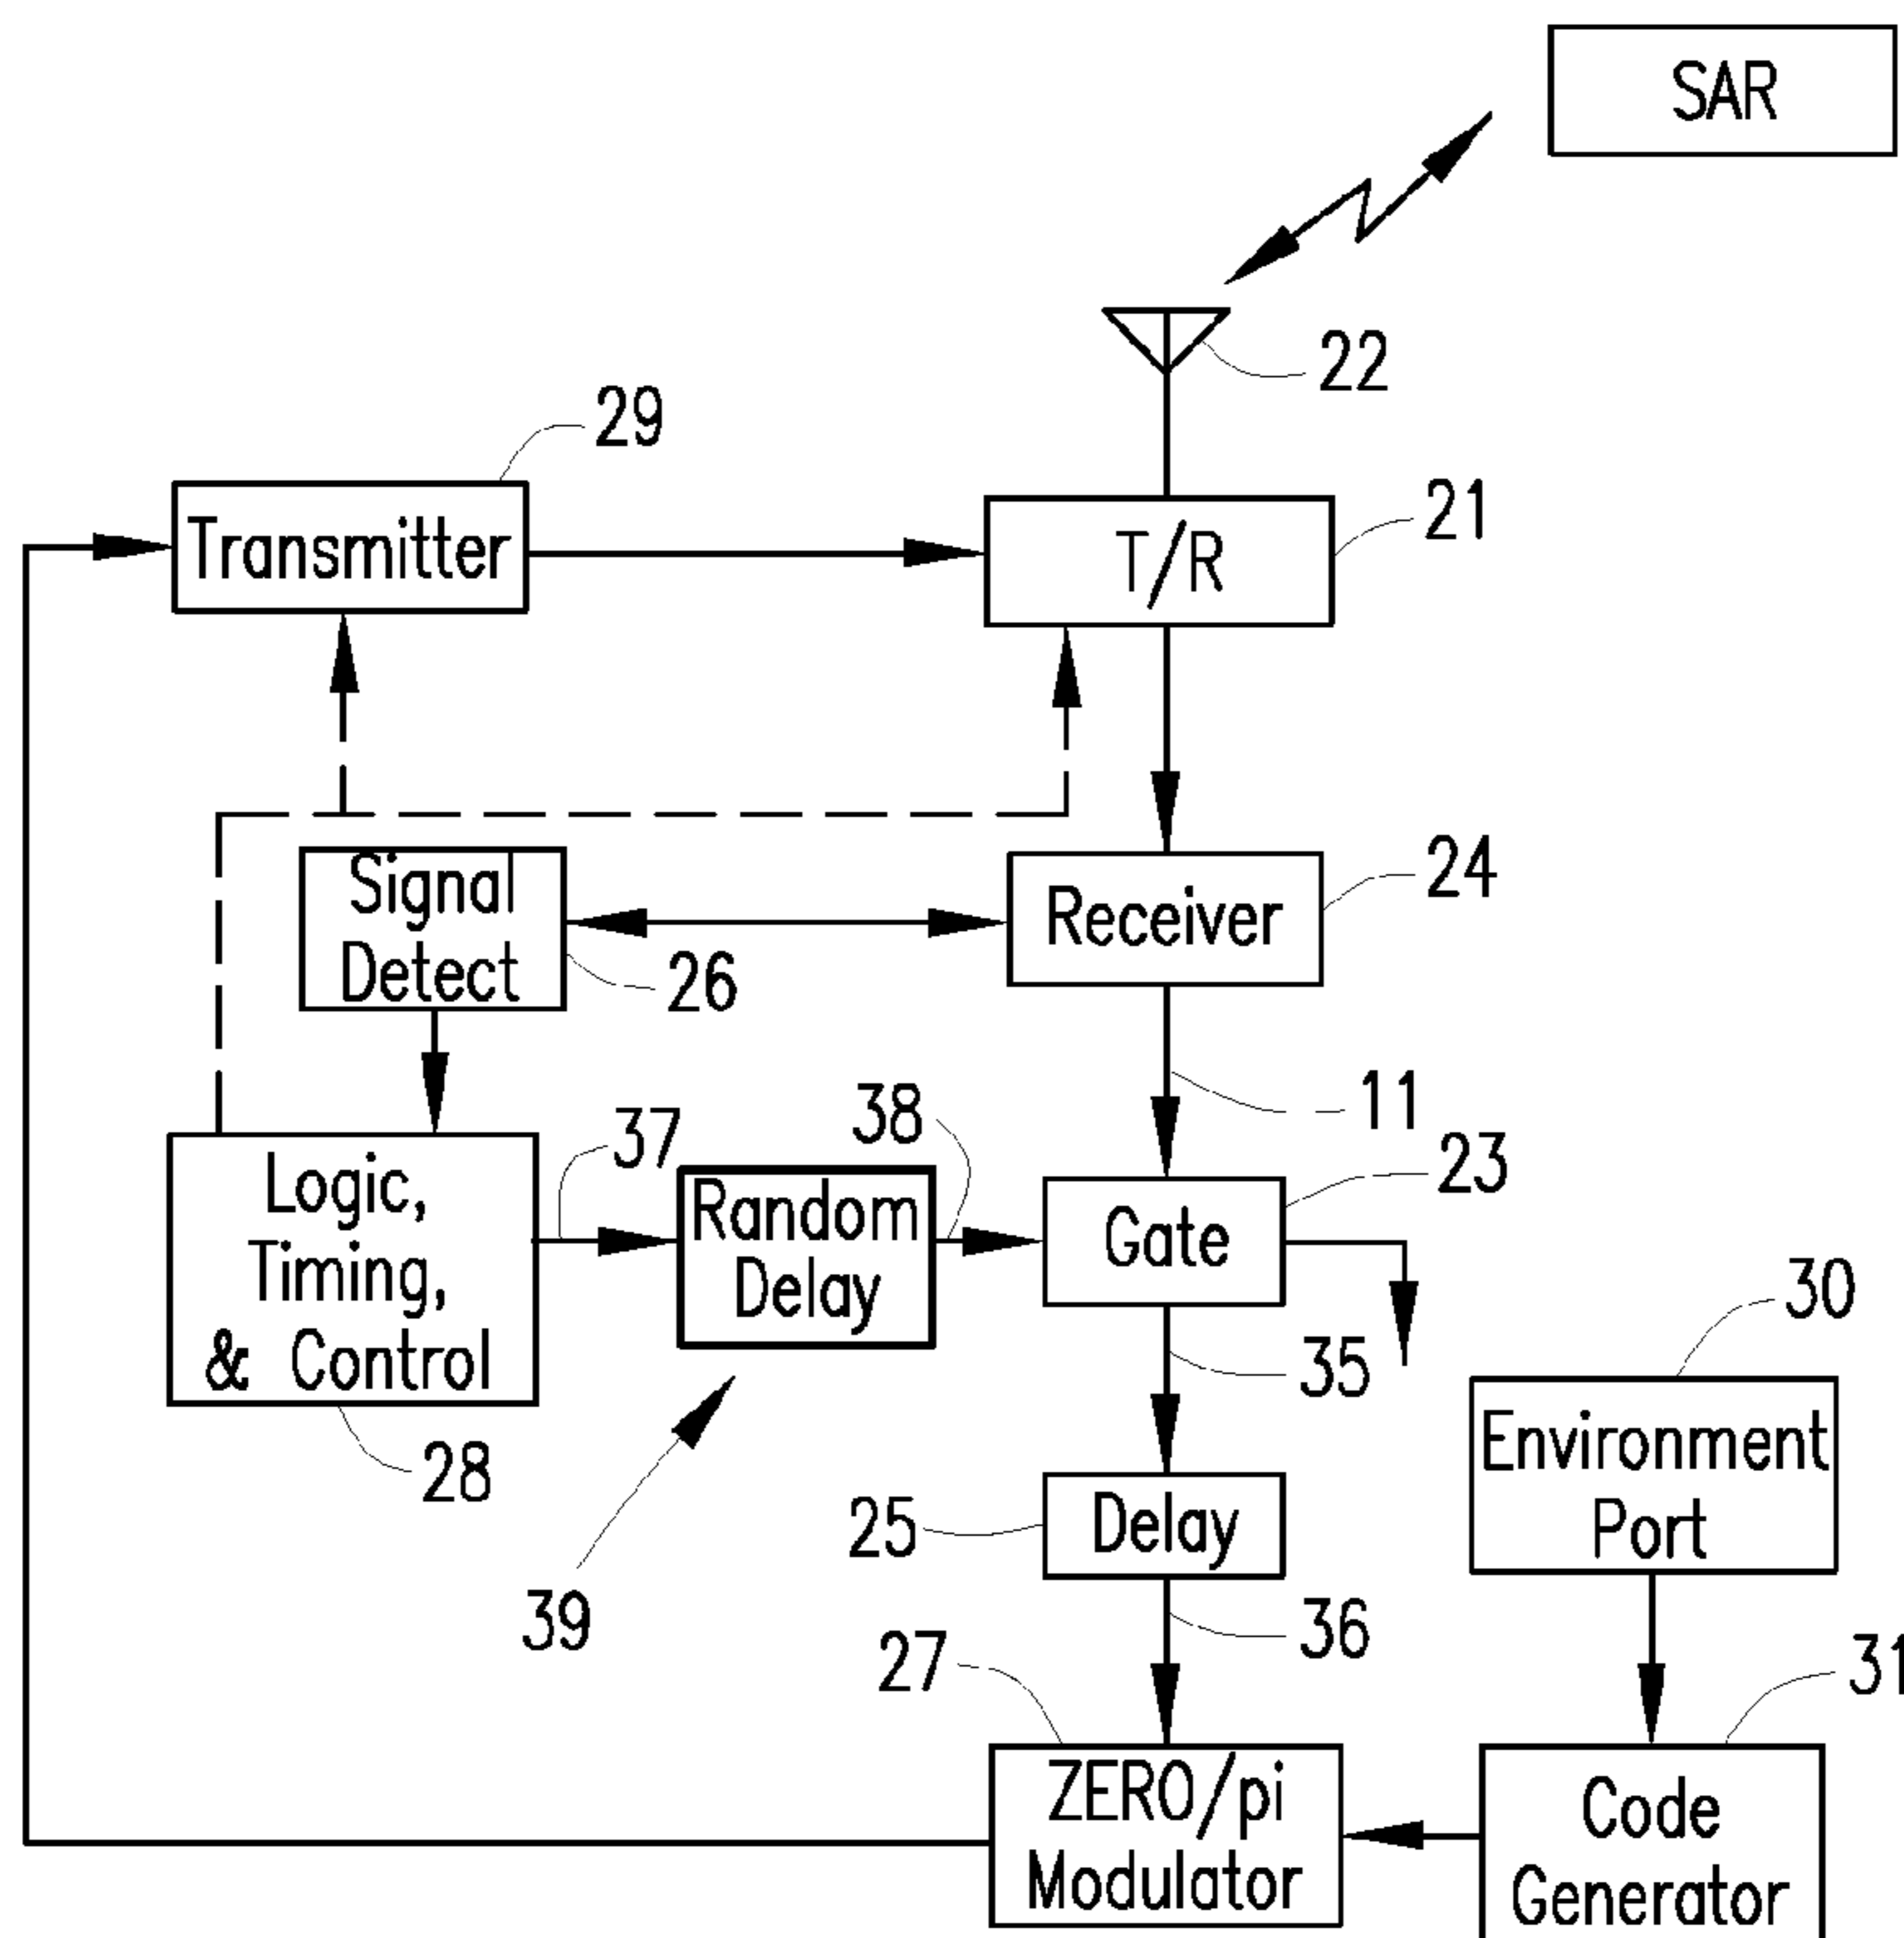 SAR
22
29
Transmitter
21
T/R
24
Signal
Detect
Receiver
26
11
37
38
23
Logic,
Timing,
& Control
Random
Delay
Gate
30
35
28
Environment
Port
25
Delay
39
36
27
31
ZERO/pi
Modulator
Code
Generator